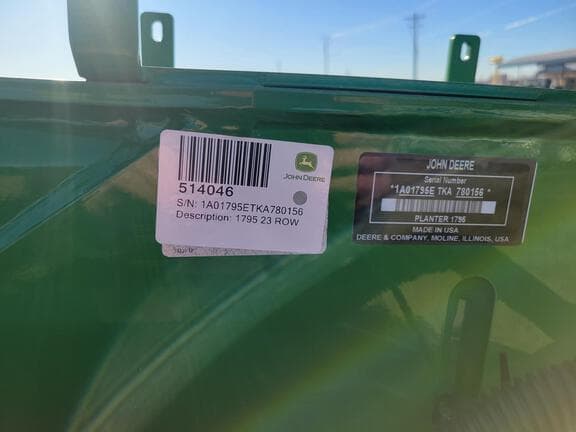 514046
JOHN DEERE
S/N: 1A01795ETKA780156
Description: 1795 23 ROW
JOHN DEERE
Serial Number
*1A01795E TKA 780156 *
PLANTER 1795
MADE IN USA
DEERE & COMPANY, MOLINE, ILLINOIS, USA